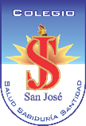 COLEGIO
SJ
San José
SALUD SABIDURÍA SANTIDAD